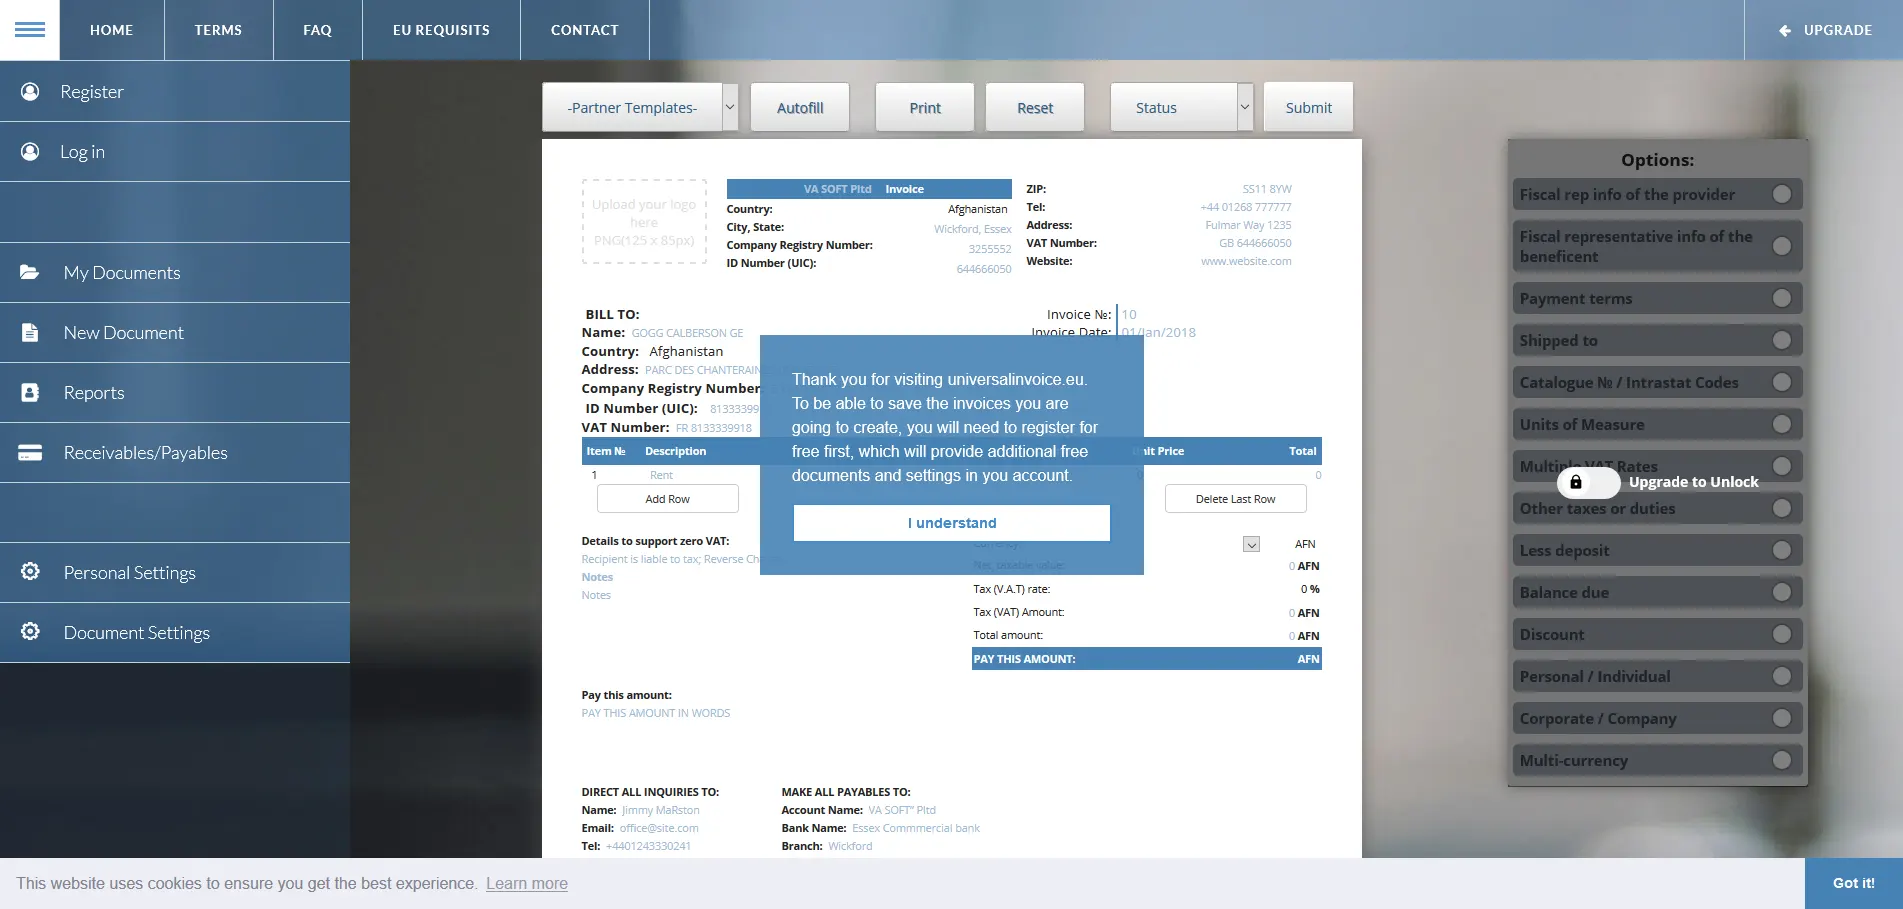 HOME
TERMS
FAQ
EU REQUISITS
CONTACT
UPGRADE
Register
Log in
My Documents
New Document
Reports
Receivables/Payables
Personal Settings
Document Settings
-Partner Templates-
Autofill
Print
Reset
Status
Submit
Upload your logo
here
PNG(125 x 85px)
VA SOFT Pltd Invoice
Country: Afghanistan
City, State: Wickford, Essex
Company Registry Number: 3255552
ID Number (UIC): 644666050
ZIP: SS11 8YW
Tel: +44 01268 777777
Address: Fulmar Way 1235
VAT Number: GB 644666050
Website: www.website.com
BILL TO:
Name: GOGG CALBERSON GE
Country: Afghanistan
Address: PARC DES CHANTERAIN
Company Registry Number
ID Number (UIC): 81333399
VAT Number: FR 8133339918
Invoice №: 10
Invoice Date: 01/Jan/2018
Item № Description Unit Price Total
1 Rent 0
Add Row
Delete Last Row
Thank you for visiting universalinvoice.eu.
To be able to save the invoices you are
going to create, you will need to register for
free first, which will provide additional free
documents and settings in you account.
I understand
Details to support zero VAT:
Recipient is liable to tax; Reverse
Notes
Notes
Currency: AFN
Net, taxable value: 0 AFN
Tax (V.A.T) rate: 0 %
Tax (VAT) Amount: 0 AFN
Total amount: 0 AFN
PAY THIS AMOUNT: AFN
Pay this amount:
PAY THIS AMOUNT IN WORDS
DIRECT ALL INQUIRIES TO:
Name: Jimmy MaRston
Email: office@site.com
Tel: +4401243330241
MAKE ALL PAYABLES TO:
Account Name: VA SOFT" Pltd
Bank Name: Essex Commmercial bank
Branch: Wickford
Options:
Fiscal rep info of the provider
Fiscal representative info of the
beneficent
Payment terms
Shipped to
Catalogue № / Intrastat Codes
Units of Measure
Multiple VAT Rates
Upgrade to Unlock
Other taxes or duties
Less deposit
Balance due
Discount
Personal / Individual
Corporate / Company
Multi-currency
This website uses cookies to ensure you get the best experience. Learn more
Got it!